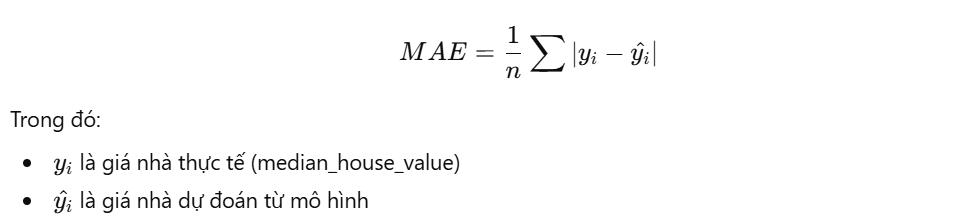 MAE = \frac{1}{n} \sum |y_i - \hat{y}_i|
Trong đó:
• y_i là giá nhà thực tế (median_house_value)
• \hat{y}_i là giá nhà dự đoán từ mô hình